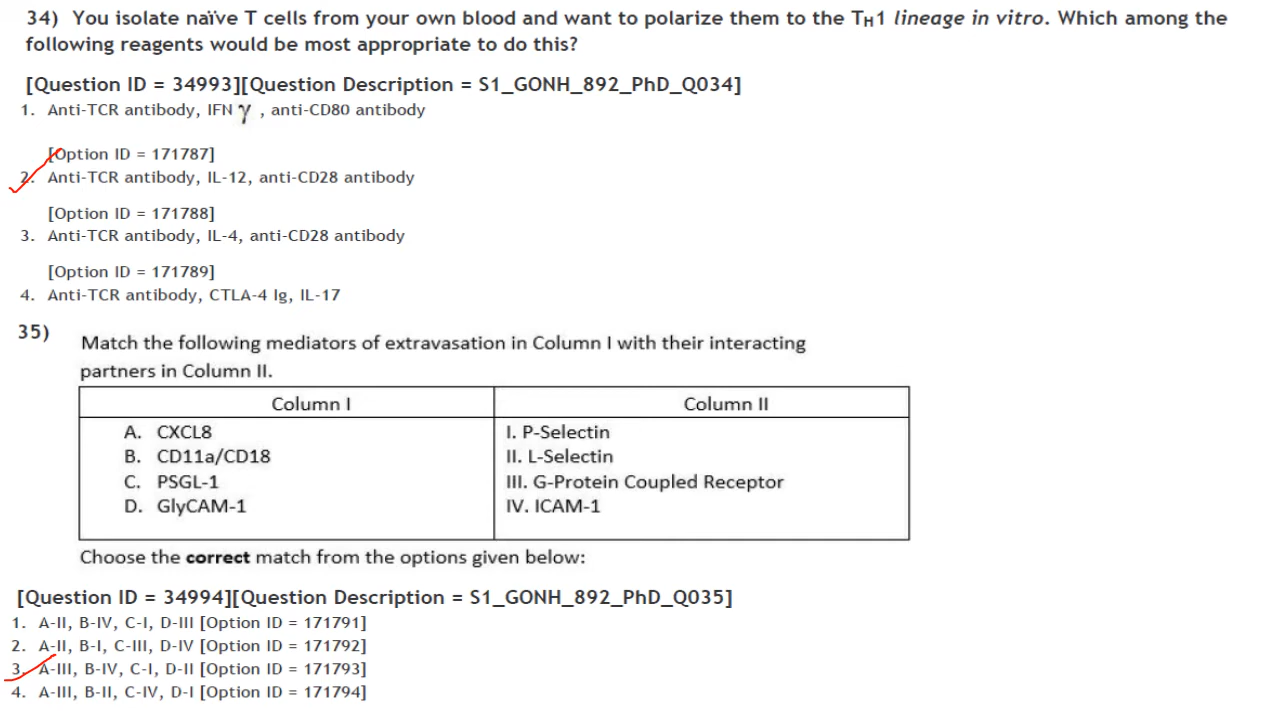 34) You isolate naïve T cells from your own blood and want to polarize them to the TH1 lineage in vitro. Which among the
following reagents would be most appropriate to do this?
[Question ID = 34993][Question Description = S1_GONH_892_PhD_Q034]
1. Anti-TCR antibody, IFN γ , anti-CD80 antibody
[Option ID = 171787]
2. Anti-TCR antibody, IL-12, anti-CD28 antibody
[Option ID = 171788]
3. Anti-TCR antibody, IL-4, anti-CD28 antibody
[Option ID = 171789]
4. Anti-TCR antibody, CTLA-4 Ig, IL-17
35)
Match the following mediators of extravasation in Column I with their interacting
partners in Column II.
Column I Column II
A. CXCL8 I. P-Selectin
B. CD11a/CD18 II. L-Selectin
C. PSGL-1 III. G-Protein Coupled Receptor
D. GlyCAM-1 IV. ICAM-1
Choose the correct match from the options given below:
[Question ID = 34994][Question Description = S1_GONH_892_PhD_Q035]
1. A-II, B-IV, C-I, D-III [Option ID = 171791]
2. A-II, B-I, C-III, D-IV [Option ID = 171792]
3. A-III, B-IV, C-I, D-II [Option ID = 171793]
4. A-III, B-II, C-IV, D-I [Option ID = 171794]